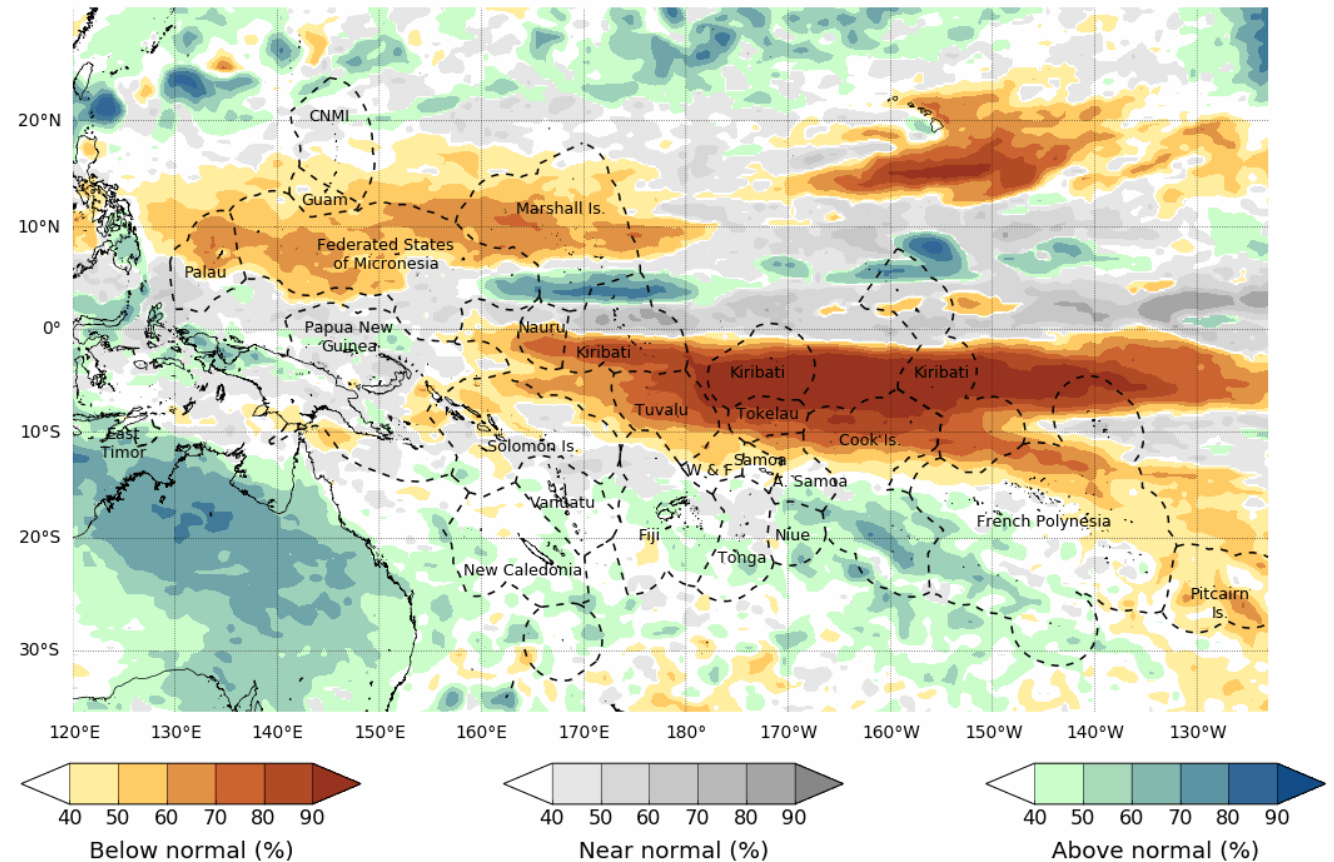 20°N
10°N
0°
10°S
20°S
30°S
CNMI
Guam
Marshall Is.
Federated States
of Micronesia
Palau
Papua New
Guinea
Nauru
Kiribati
Kiribati
Kiribati
Tuvalu
Tokelau
Cook Is.
East
Timor
Solomon Is.
W & F
Samoa
A. Samoa
Vanuatu
French Polynesia
Fiji
Niue
Tonga
New Caledonia
Pitcairn
Is.
120°E 130°E 140°E 150°E 160°E 170°E 180° 170°W 160°W 150°W 140°W 130°W
40 50 60 70 80 90
Below normal (%)
40 50 60 70 80 90
Near normal (%)
40 50 60 70 80 90
Above normal (%)